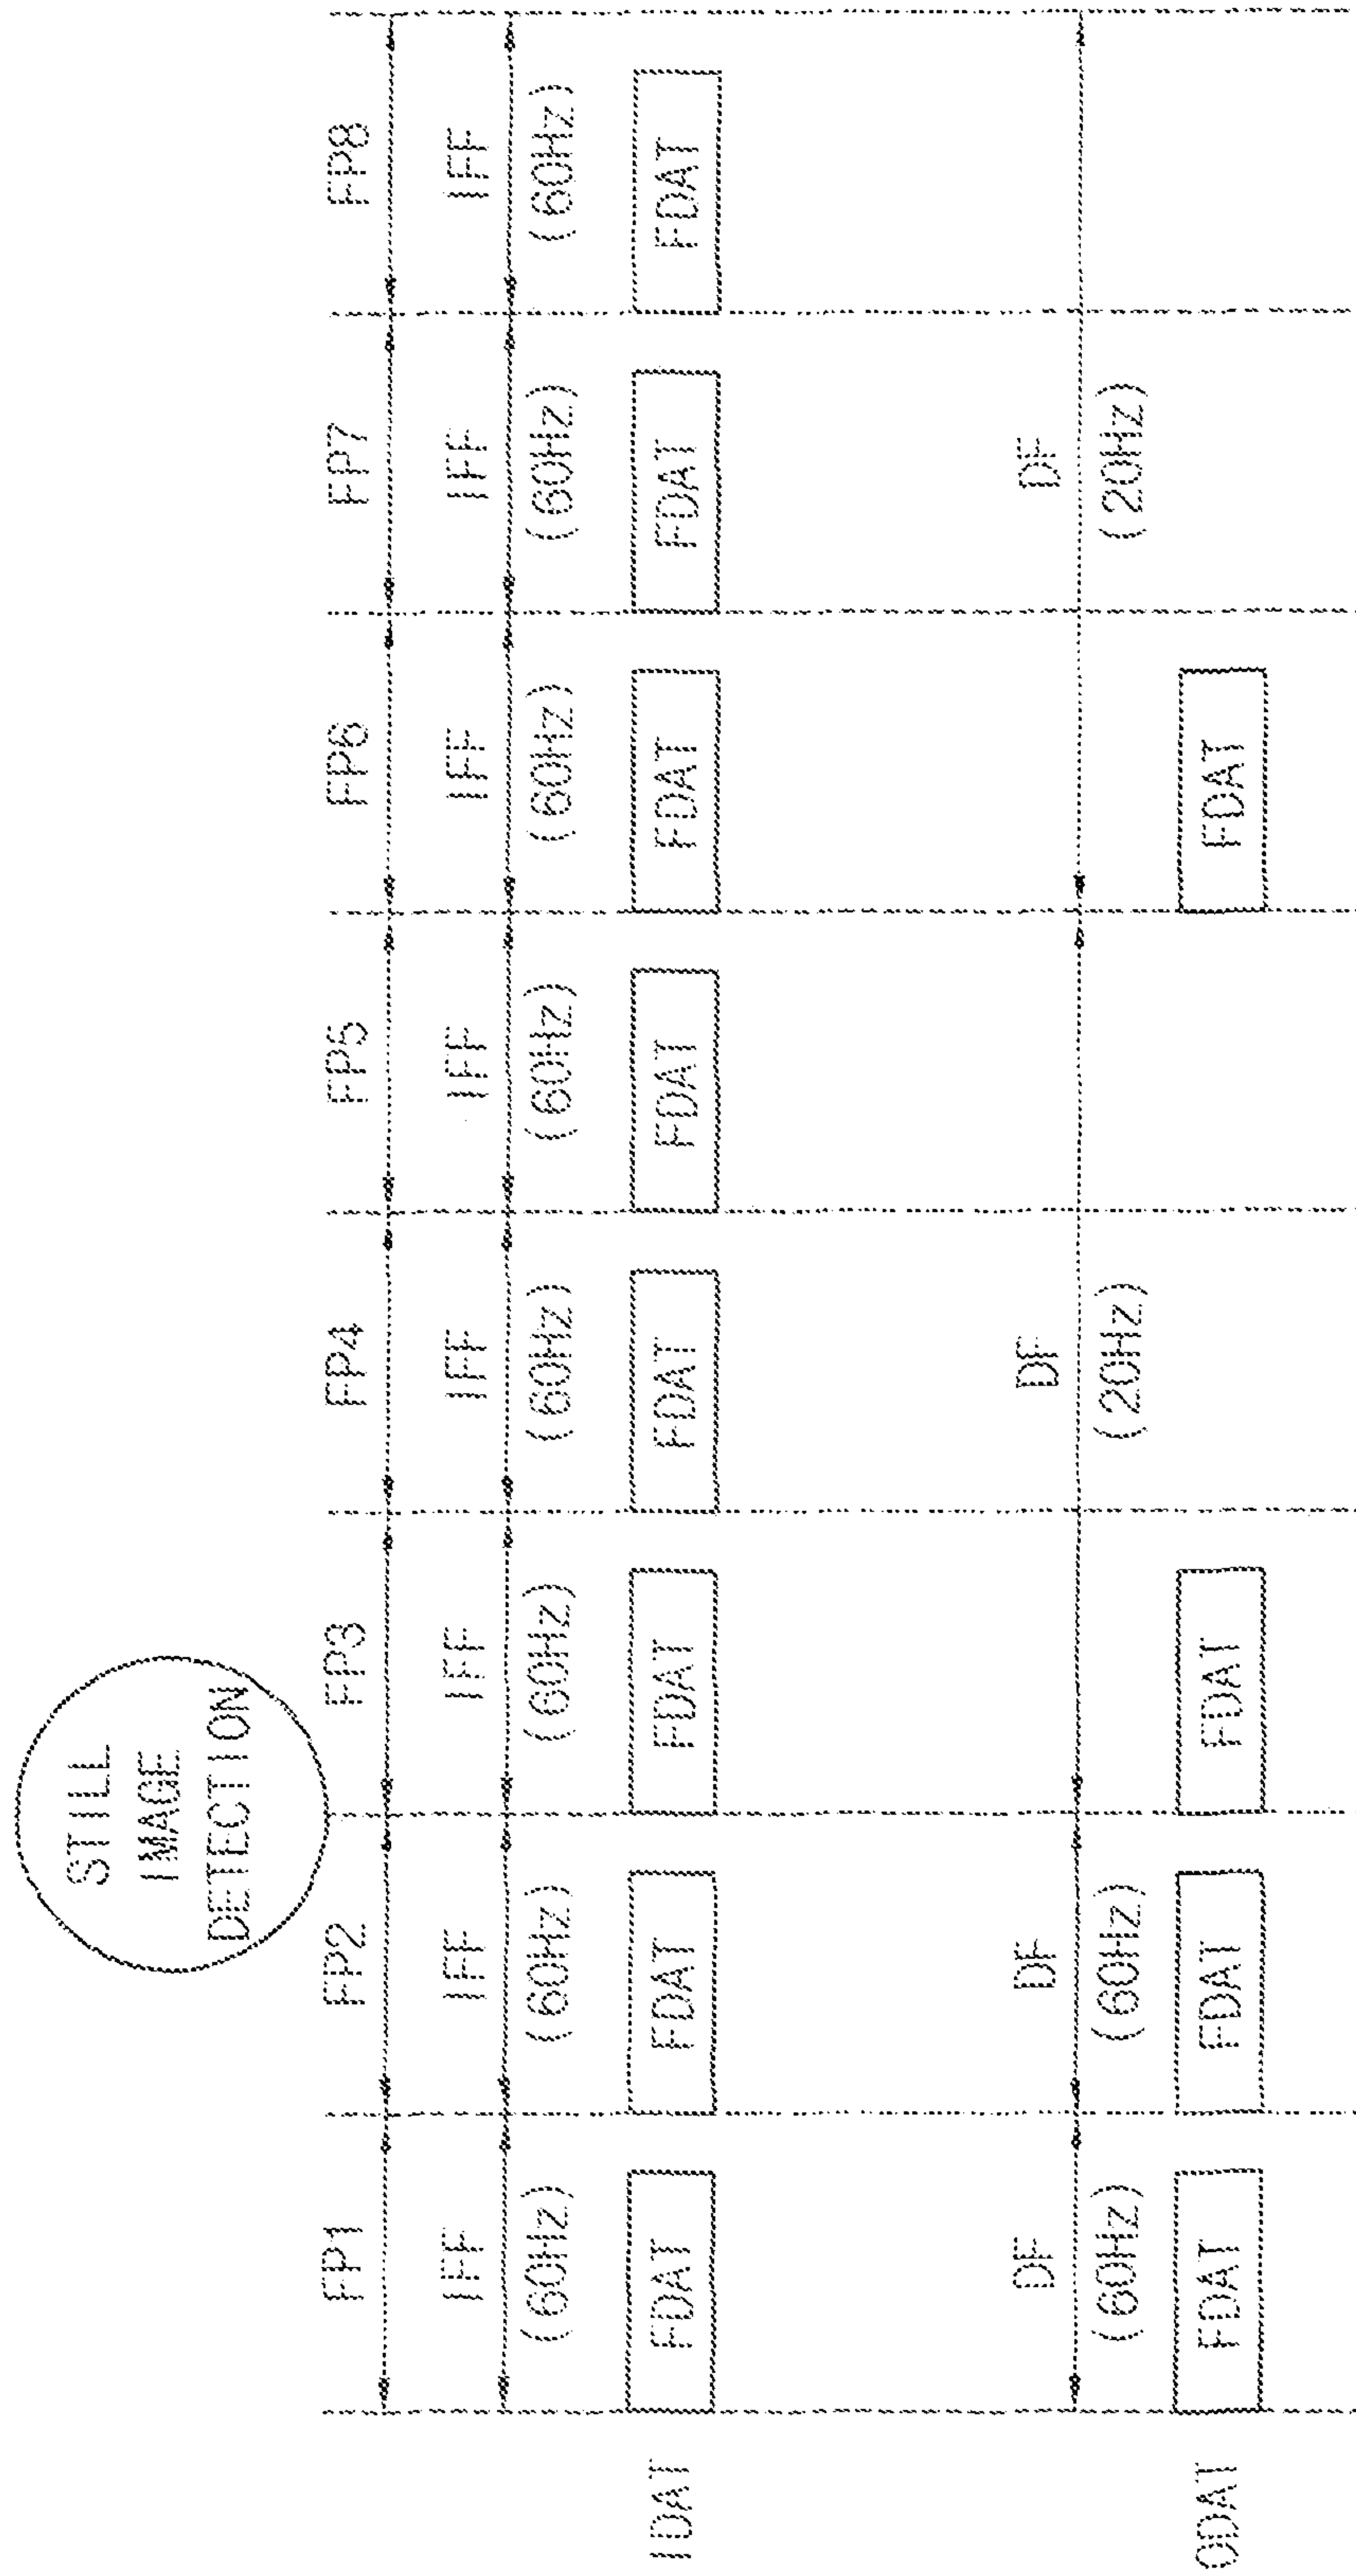 STILL
IMAGE
DETECTION
FP1 FP2 FP3 FP4 FP5 FP6 FP7 FP8
IFF IFF IFF IFF IFF IFF IFF IFF
(60Hz) (60Hz) (60Hz) (60Hz) (60Hz) (60Hz) (60Hz) (60Hz)
IDAT FDAT FDAT FDAT FDAT FDAT FDAT FDAT FDAT
DF DF DF DF
(60Hz) (60Hz) (20Hz) (20Hz)
ODAT FDAT FDAT FDAT FDAT